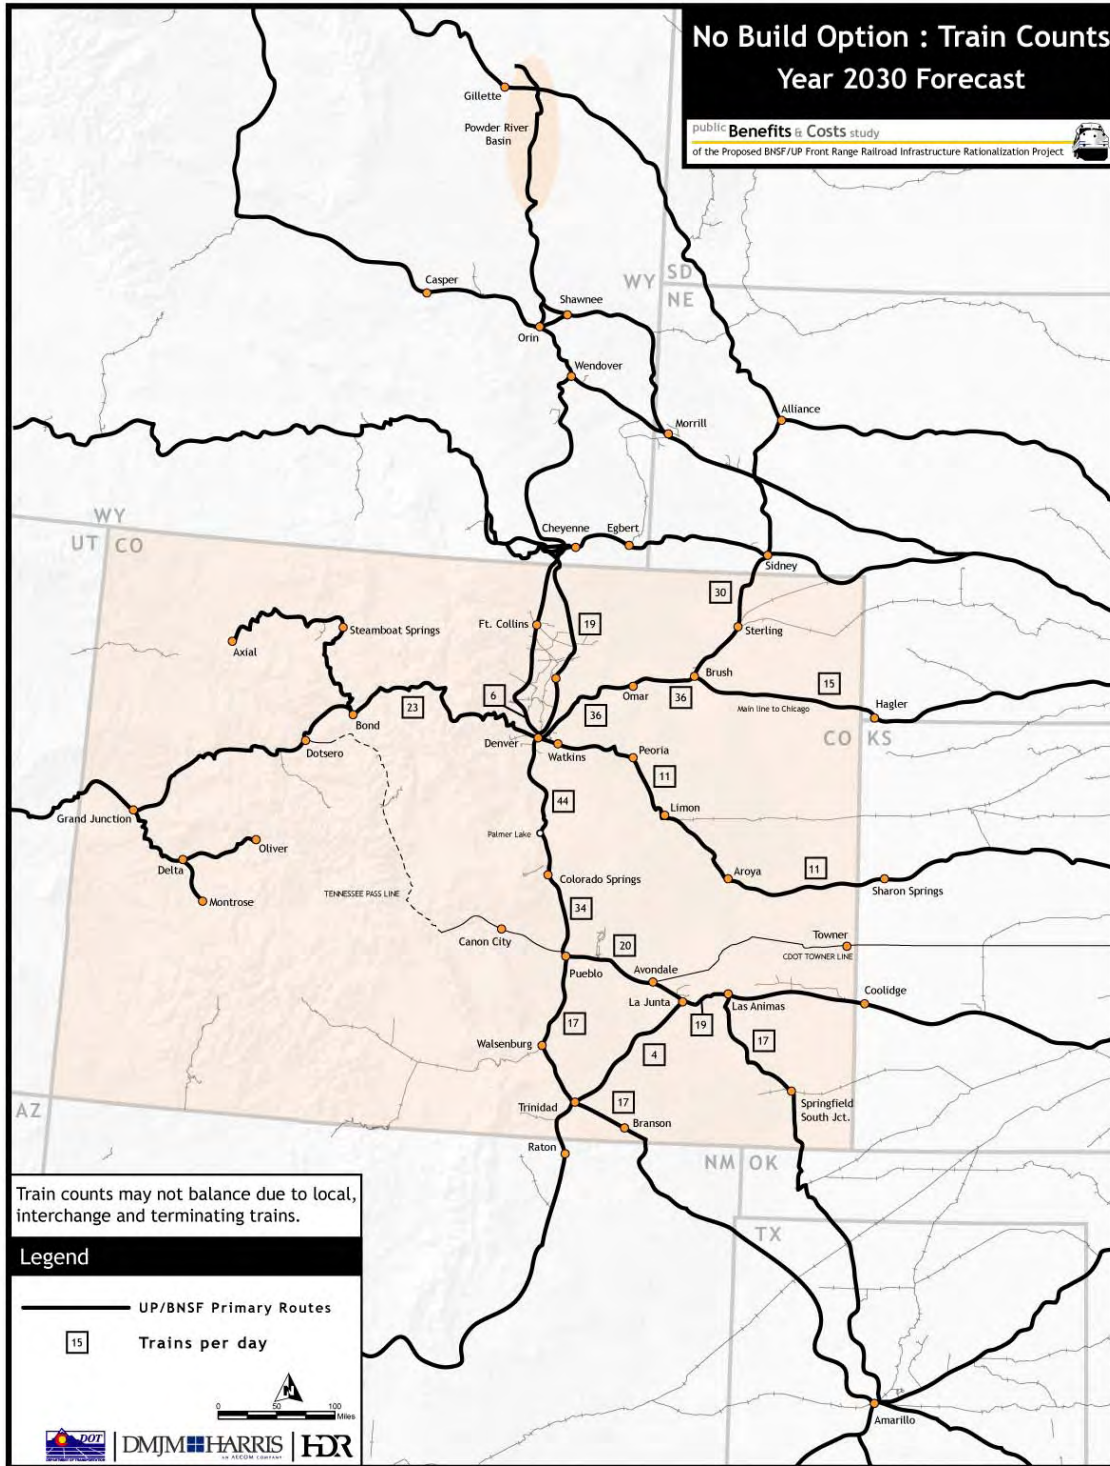 No Build Option : Train Counts
Year 2030 Forecast
public Benefits & Costs study
of the Proposed BNSF/UP Front Range Railroad Infrastructure Rationalization Project
Gillette
Powder River
Basin
Casper
WY
SD
NE
Shawnee
Orin
Wendover
Alliance
Morrill
WY
UT
CO
Cheyenne
Egbert
Sidney
30
Ft. Collins
19
Sterling
Steamboat Springs
Axial
Brush
15
6
Omar
36
Hagler
23
36
Main line to Chicago
Bond
Denver
Watkins
CO
KS
Dotsero
Peoria
11
44
Limon
Grand Junction
Palmer Lake
Oliver
Delta
Colorado Springs
Aroya
11
Sharon Springs
TENNESSEE PASS LINE
Montrose
34
Canon City
20
Towner
CDOT TOWNER LINE
Pueblo
Avondale
La Junta
Las Animas
Coolidge
17
19
17
Walsenburg
4
Trinidad
17
Springfield
South Jct.
AZ
Branson
Raton
NM
OK
TX
Train counts may not balance due to local,
interchange and terminating trains.
Legend
UP/BNSF Primary Routes
15
Trains per day
N
0
50
100
Miles
DOT
DEPARTMENT OF TRANSPORTATION
DMJM HARRIS
AN AECOM COMPANY
HDR
Amarillo